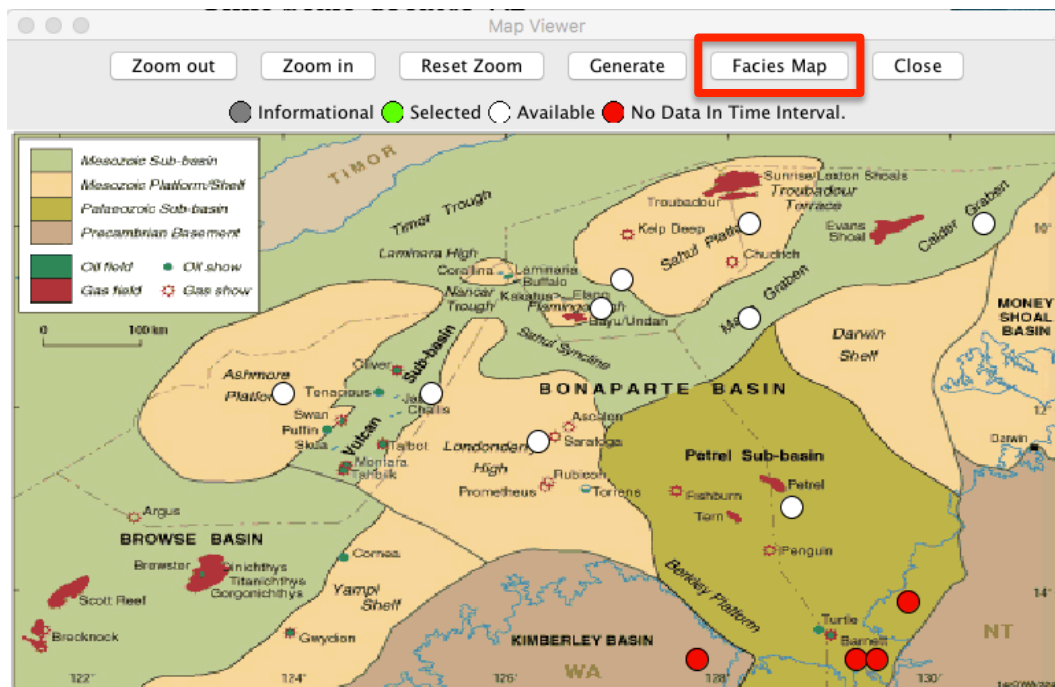 Map Viewer
Zoom out
Zoom in
Reset Zoom
Generate
Facies Map
Close
Informational
Selected
Available
No Data In Time Interval.
Mesozoic Sub-basin
Mesozoic Platform/Shelf
Palaeozoic Sub-basin
Precambrian Basement
Oil field
Oil show
Gas field
Gas show
0
100 km
TIMOR
Timor Trough
Sunrise/Loxton Shoals
Troubadour
Troubadour
Terrace
Kelp Deep
Sahul
Evans
Shoal
Calder Graben
10°
Chudrich
Laminaria High
Corallina
Laminaria
Buffalo
Nancar
Trough
Kakatua
Elang
Flamingo
Bayu/Undan
Graben
MONEY
SHOAL
BASIN
Sahul Syncline
Darwin
Shelf
Oliver
Sub-basin
Ashmore
Tenacious
Challis
BONAPARTE BASIN
Swan
Puffin
Skua
Vulcan
Talbot
Montara
Tahbilk
Londonderry
High
Ascalon
Saratoga
12°
Darwin
Petrel Sub-basin
Rubicon
Prometheus
Torrens
Fishburn
Petrel
Tern
Penguin
Argus
BROWSE BASIN
Cornea
Brewster
Dinichthys
Titanichthys
Gorgonichthys
Yampi
Shelf
Scott Reef
Brecknock
Gwydion
Berkley Platform
14°
Turtle
Barnett
NT
KIMBERLEY BASIN
WA
122°
124°
126°
128°
130°